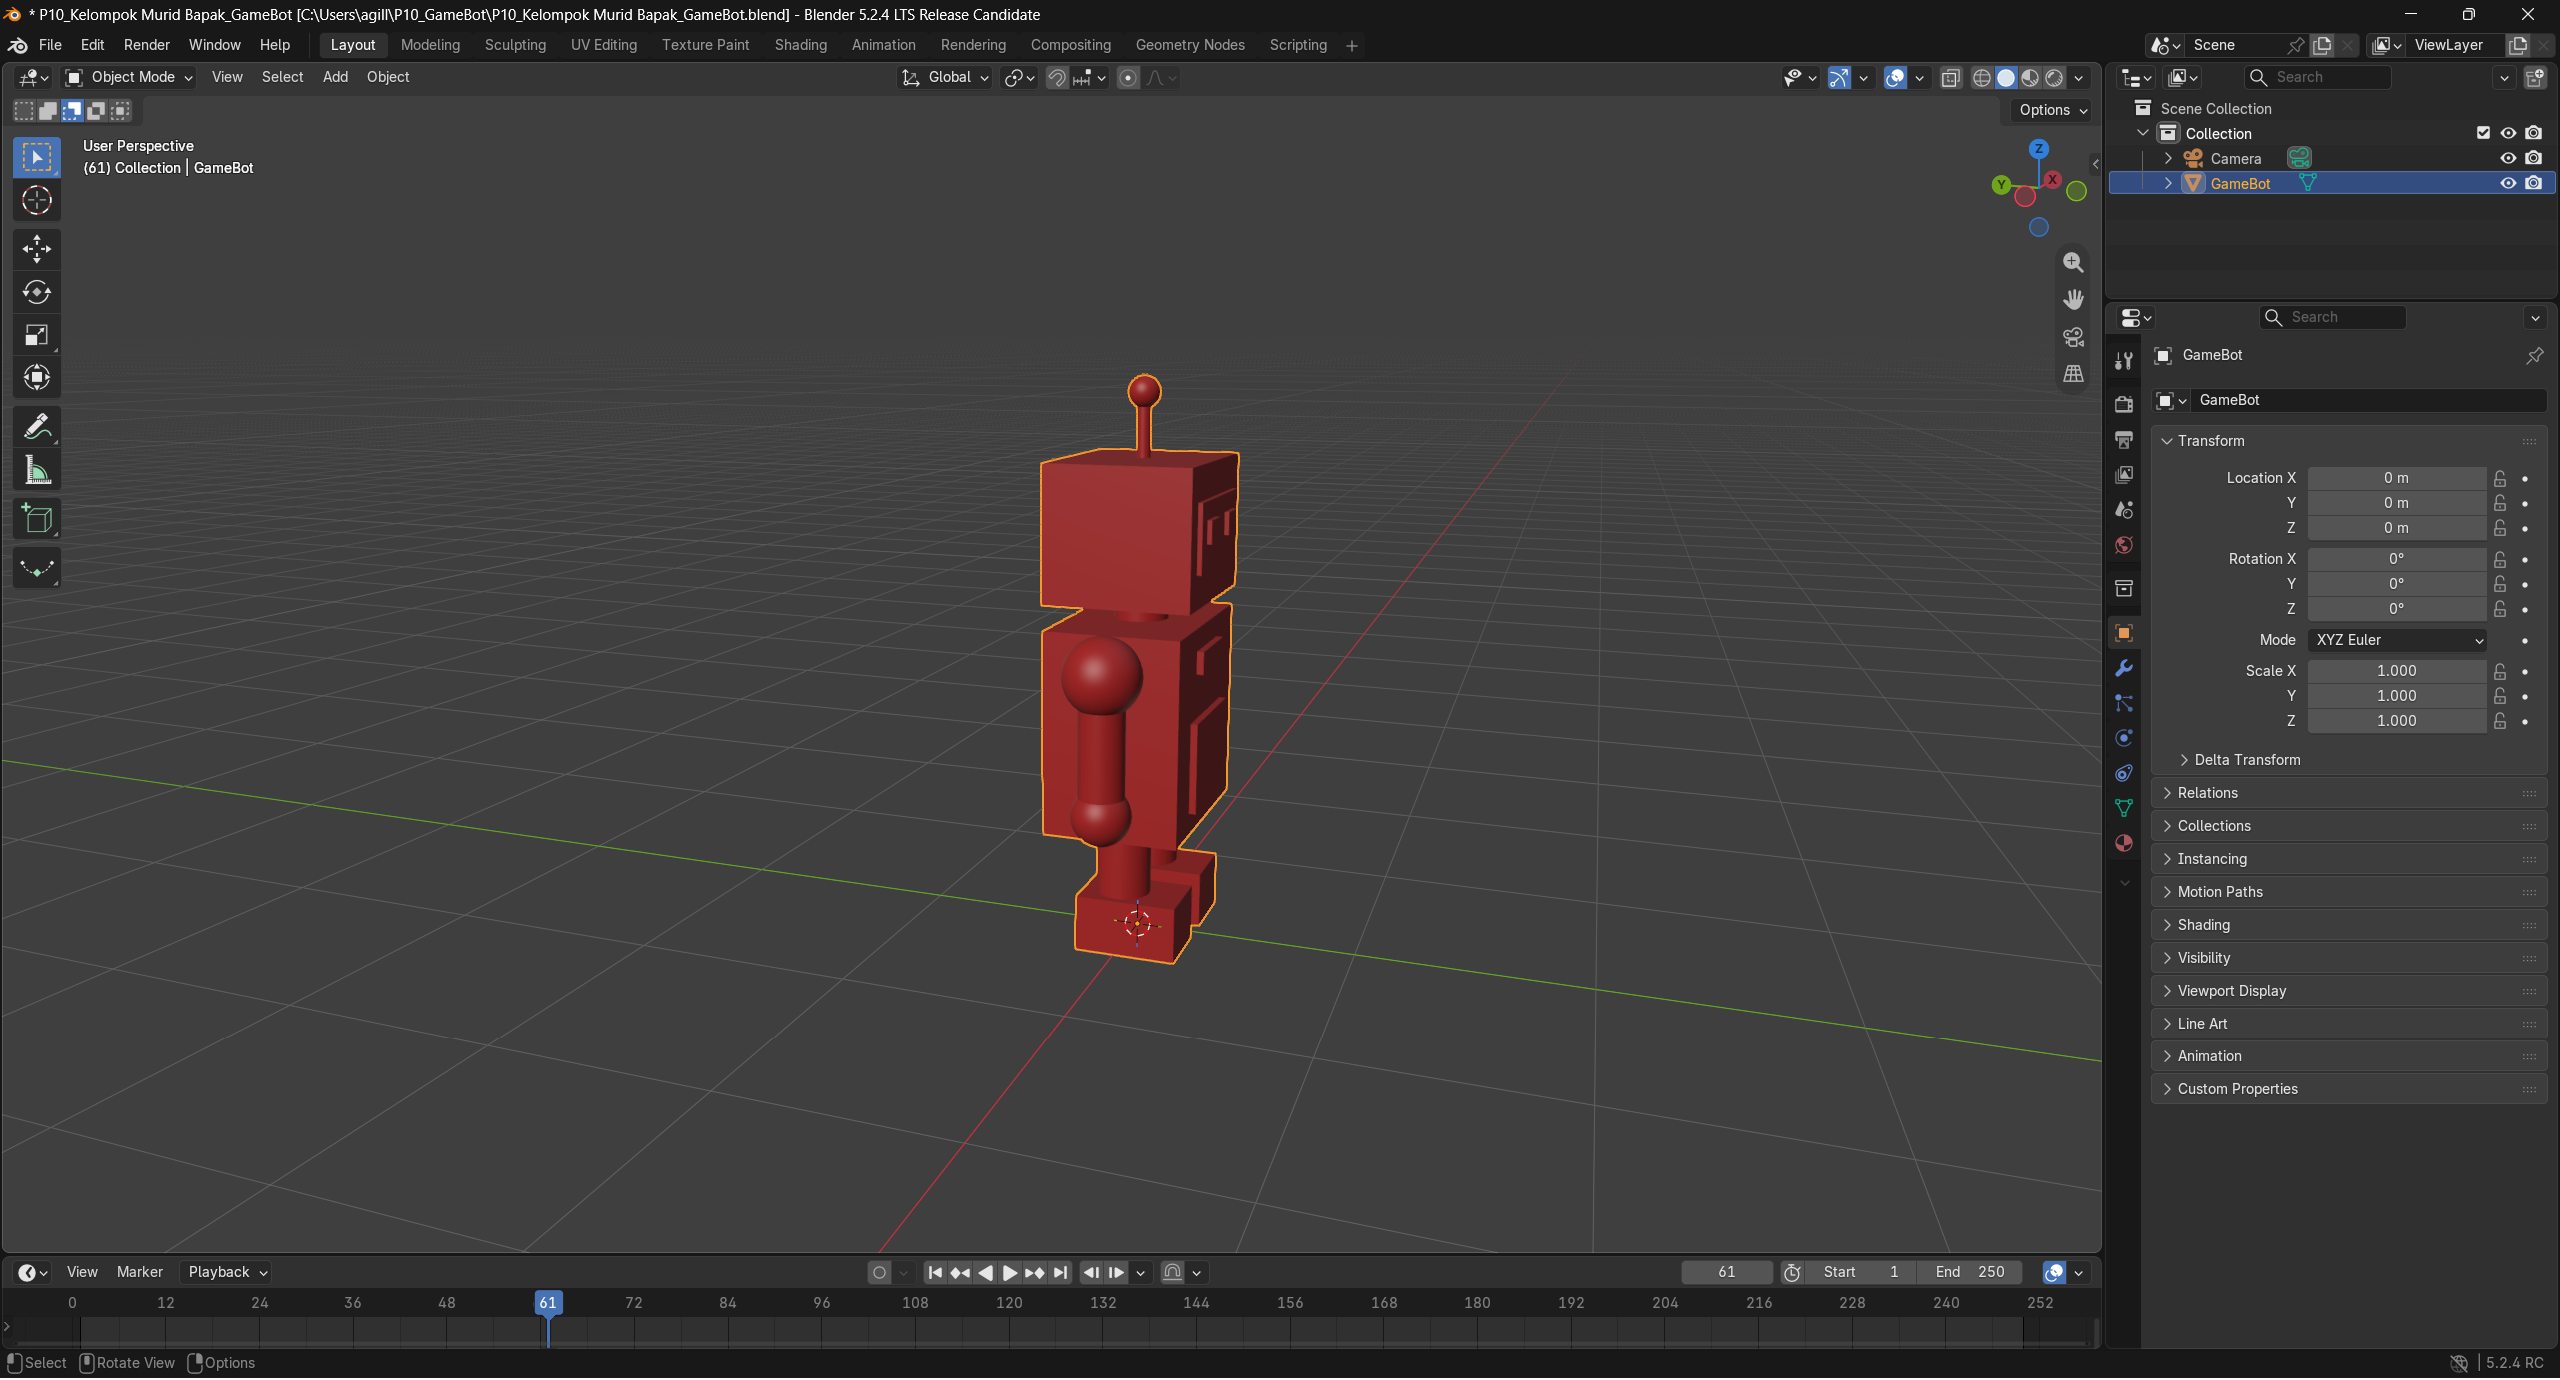 * P10_Kelompok Murid Bapak_GameBot [C:\Users\agill\P10_GameBot\P10_Kelompok Murid Bapak_GameBot.blend] - Blender 5.2.4 LTS Release Candidate
File Edit Render Window Help Layout Modeling Sculpting UV Editing Texture Paint Shading Animation Rendering Compositing Geometry Nodes Scripting + Scene ViewLayer
Object Mode View Select Add Object Global Search
Options
User Perspective
(61) Collection | GameBot
Z
Y
X
Scene Collection
Collection
Camera
GameBot
Search
GameBot
GameBot
Transform
Location X 0 m
Y 0 m
Z 0 m
Rotation X 0°
Y 0°
Z 0°
Mode XYZ Euler
Scale X 1.000
Y 1.000
Z 1.000
Delta Transform
Relations
Collections
Instancing
Motion Paths
Shading
Visibility
Viewport Display
Line Art
Animation
Custom Properties
View Marker Playback 61 Start 1 End 250
0 12 24 36 48 61 72 84 96 108 120 132 144 156 168 180 192 204 216 228 240 252
Select Rotate View Options 5.2.4 RC